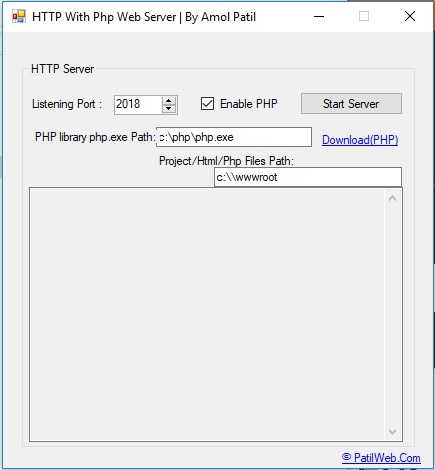 HTTP With Php Web Server | By Amol Patil
HTTP Server
Listening Port : 2018 Enable PHP Start Server
PHP library php.exe Path: c:\php\php.exe Download(PHP)
Project/Html/Php Files Path:
c:\\wwwroot
© PatilWeb.Com